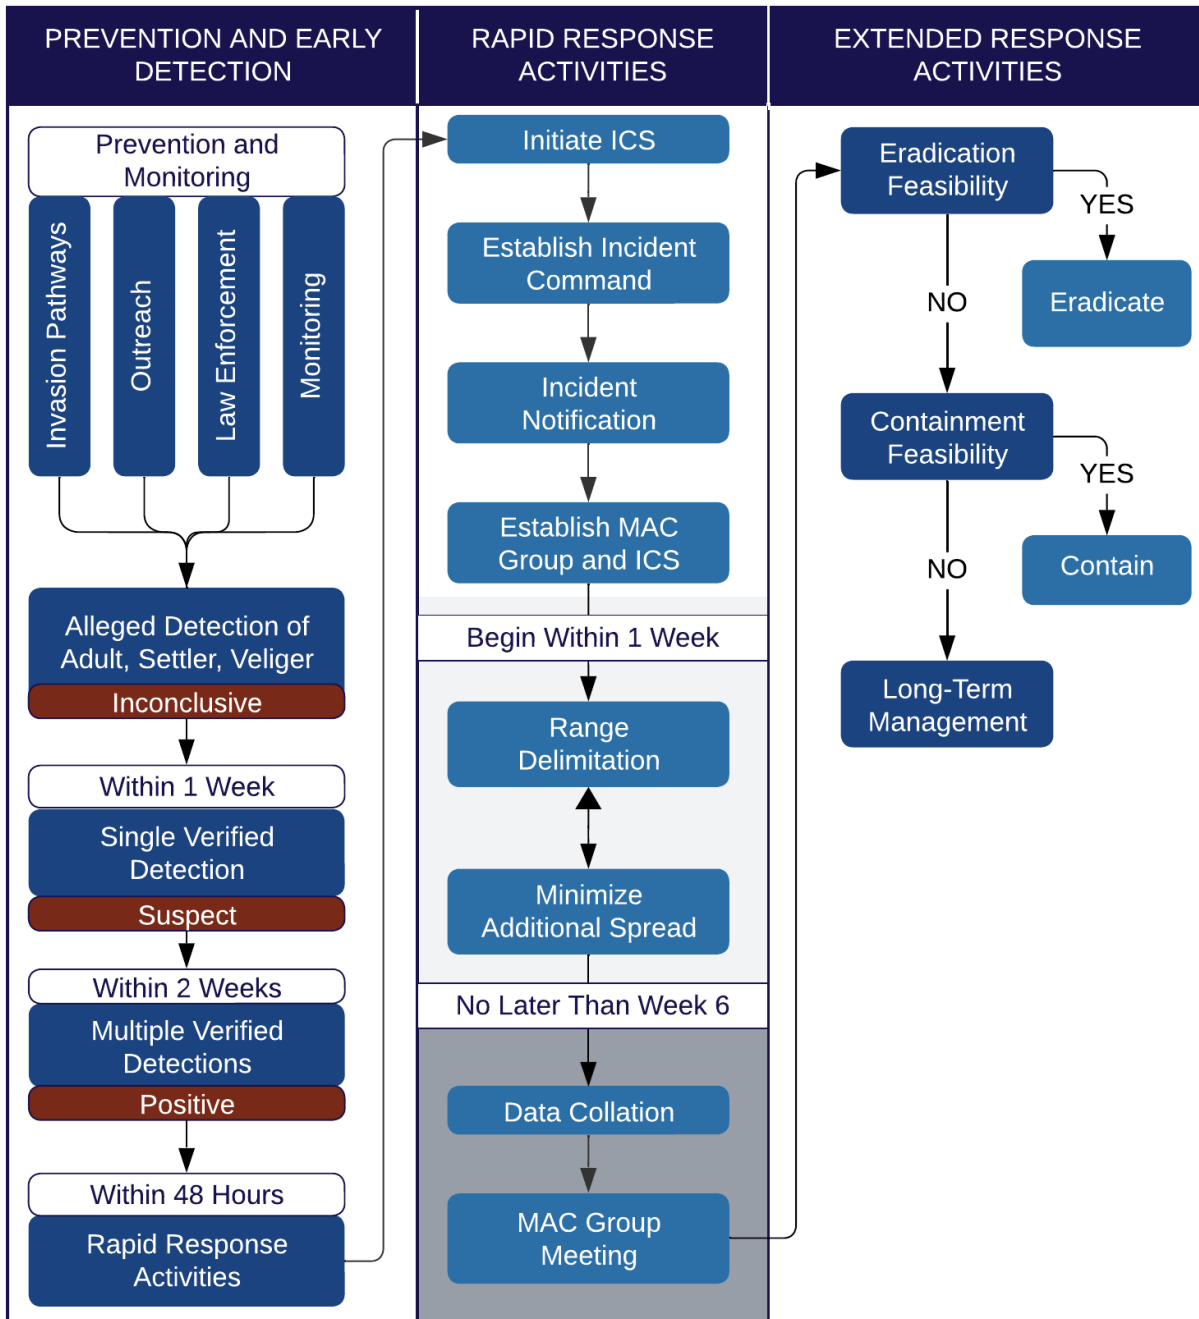 PREVENTION AND EARLY
DETECTION
Prevention and
Monitoring
Invasion Pathways
Outreach
Law Enforcement
Monitoring
Alleged Detection of
Adult, Settler, Veliger
Inconclusive
Within 1 Week
Single Verified
Detection
Suspect
Within 2 Weeks
Multiple Verified
Detections
Positive
Within 48 Hours
Rapid Response
Activities
RAPID RESPONSE
ACTIVITIES
Initiate ICS
Establish Incident
Command
Incident
Notification
Establish MAC
Group and ICS
Begin Within 1 Week
Range
Delimitation
Minimize
Additional Spread
No Later Than Week 6
Data Collation
MAC Group
Meeting
EXTENDED RESPONSE
ACTIVITIES
Eradication
Feasibility
YES
Eradicate
NO
Containment
Feasibility
YES
Contain
NO
Long-Term
Management